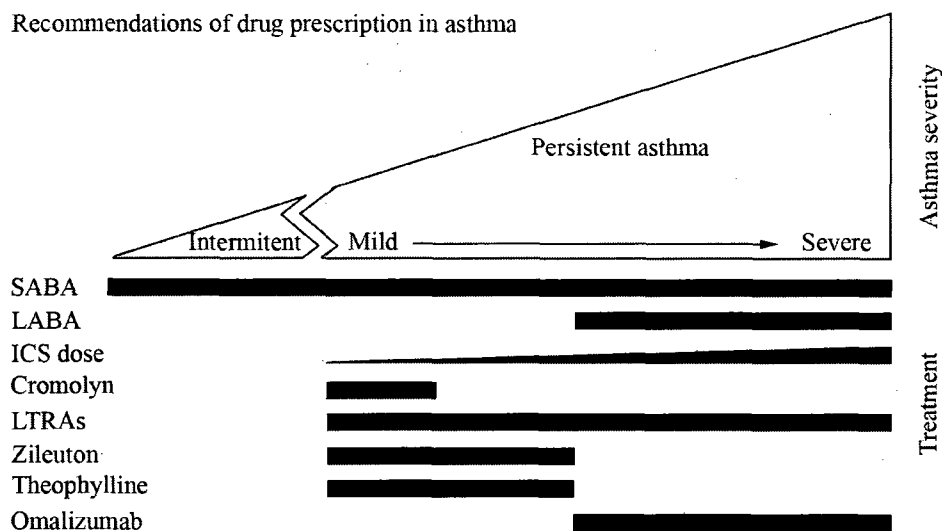 Recommendations of drug prescription in asthma
Persistent asthma
Intermitent
Mild
Severe
Asthma severity
SABA
LABA
ICS dose
Cromolyn
LTRAs
Zileuton
Theophylline
Omalizumab
Treatment